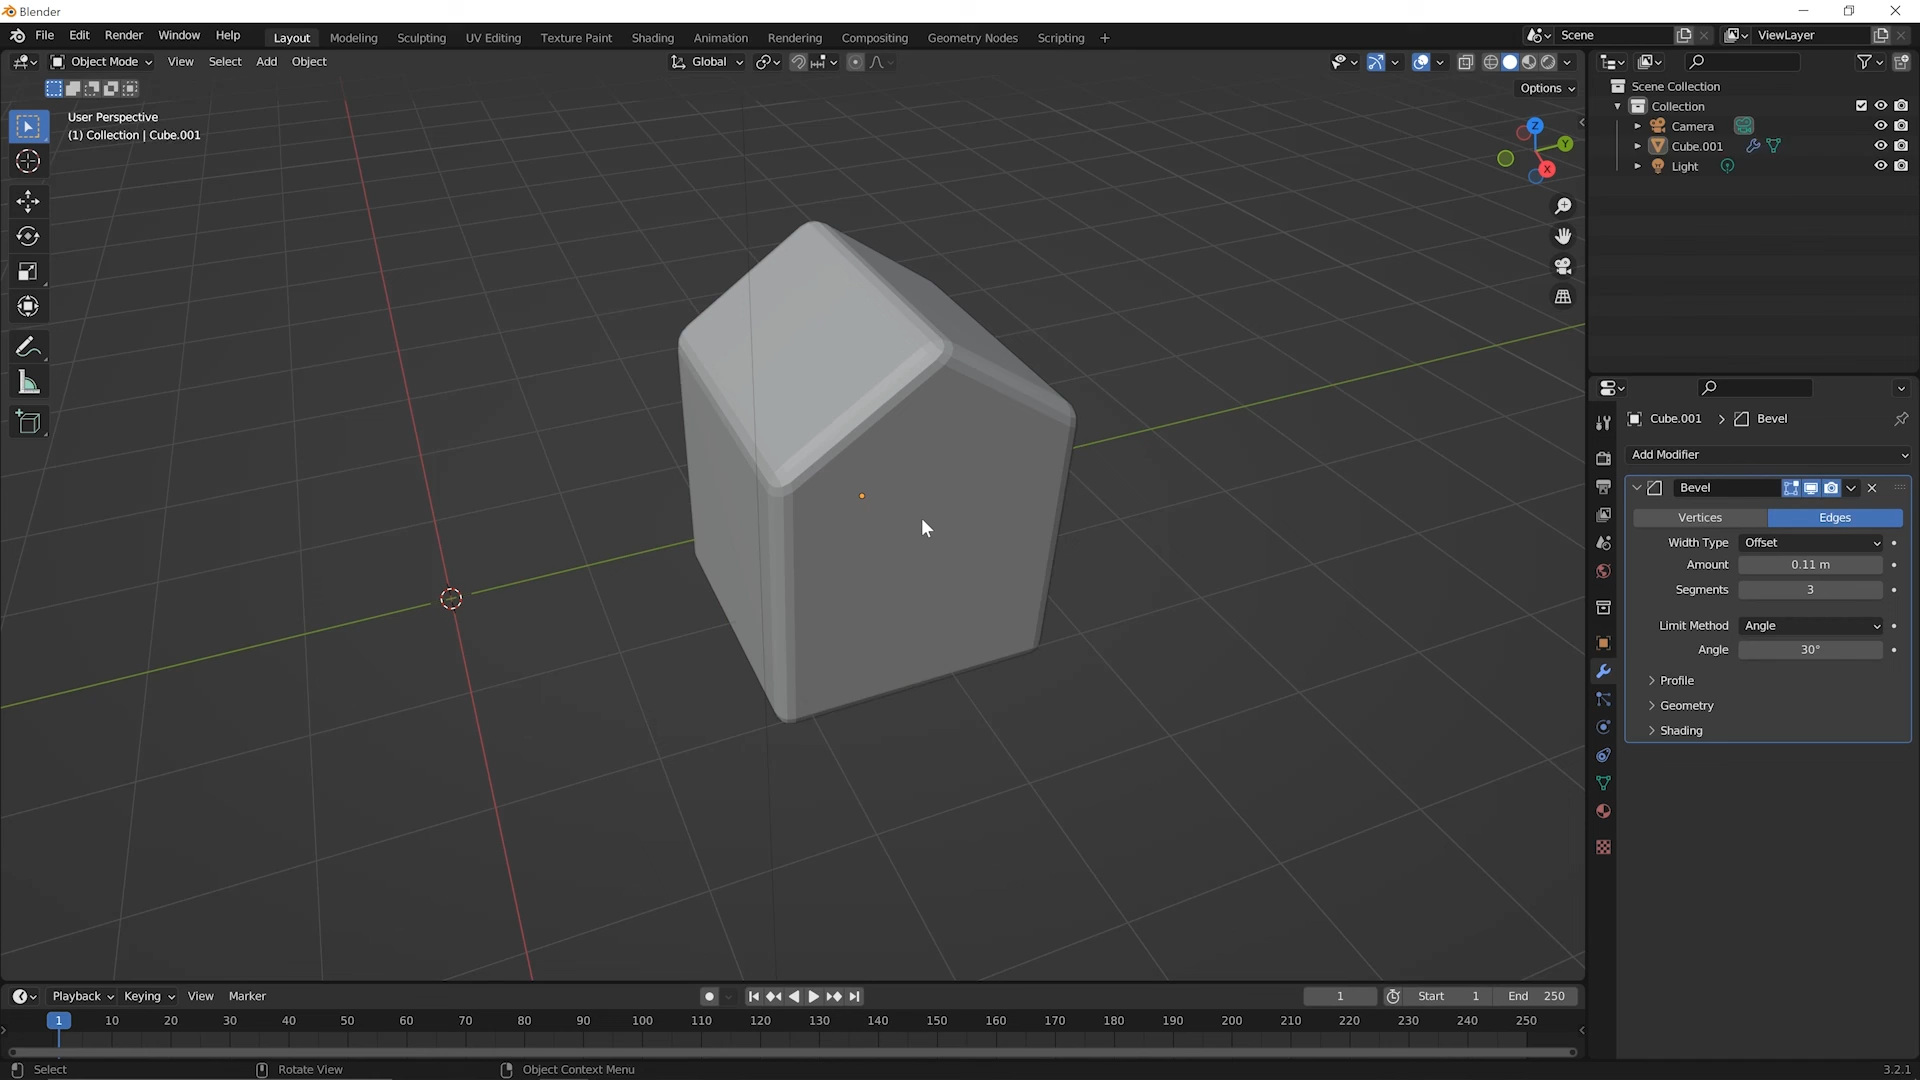 Blender
File Edit Render Window Help Layout Modeling Sculpting UV Editing Texture Paint Shading Animation Rendering Compositing Geometry Nodes Scripting + Scene ViewLayer
Object Mode View Select Add Object Global
Options
User Perspective
(1) Collection | Cube.001
Z
Y
X
Scene Collection
Collection
Camera
Cube.001
Light
Cube.001 Bevel
Add Modifier
Bevel
Vertices Edges
Width Type Offset
Amount 0.11 m
Segments 3
Limit Method Angle
Angle 30°
Profile
Geometry
Shading
Playback Keying View Marker 1 Start 1 End 250
1 10 20 30 40 50 60 70 80 90 100 110 120 130 140 150 160 170 180 190 200 210 220 230 240 250
Select Rotate View Object Context Menu 3.2.1